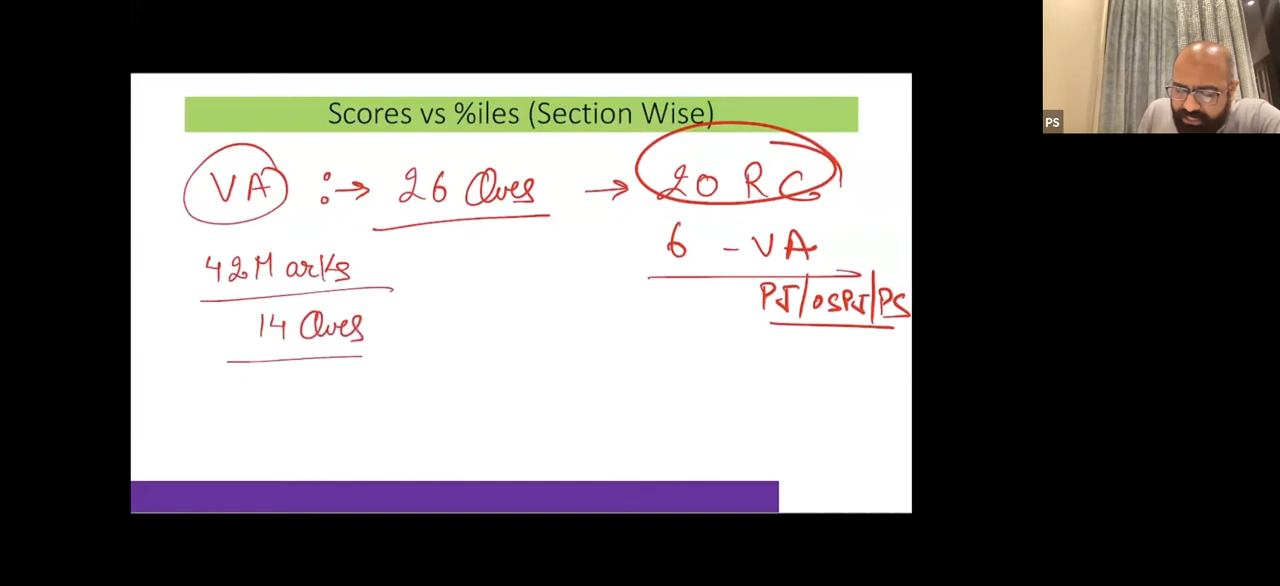 Scores vs %iles (Section Wise)
VA :→ 26 Ques → 20 RC
6 - VA
PJ/OSPJ/PS
42 Marks
14 Ques
PS